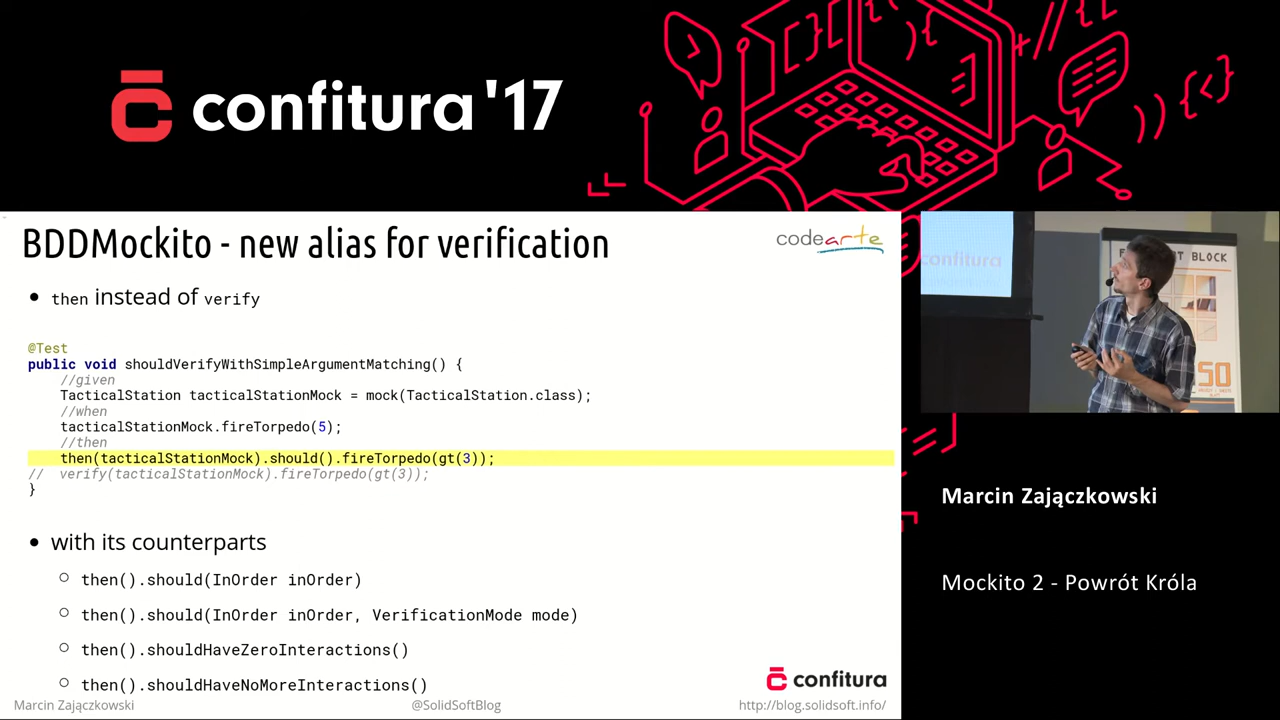 confitura '17
BDDMockito - new alias for verification
codearte
then instead of verify
@Test
public void shouldVerifyWithSimpleArgumentMatching() {
//given
TacticalStation tacticalStationMock = mock(TacticalStation.class);
//when
tacticalStationMock.fireTorpedo(5);
//then
then(tacticalStationMock).should().fireTorpedo(gt(3));
// verify(tacticalStationMock).fireTorpedo(gt(3));
}
with its counterparts
then().should(InOrder inOrder)
then().should(InOrder inOrder, VerificationMode mode)
then().shouldHaveZeroInteractions()
then().shouldHaveNoMoreInteractions()
confitura
Marcin Zajączkowski
@SolidSoftBlog
http://blog.solidsoft.info/
confitura
BLOCK
50
Marcin Zajączkowski
Mockito 2 - Powrót Króla